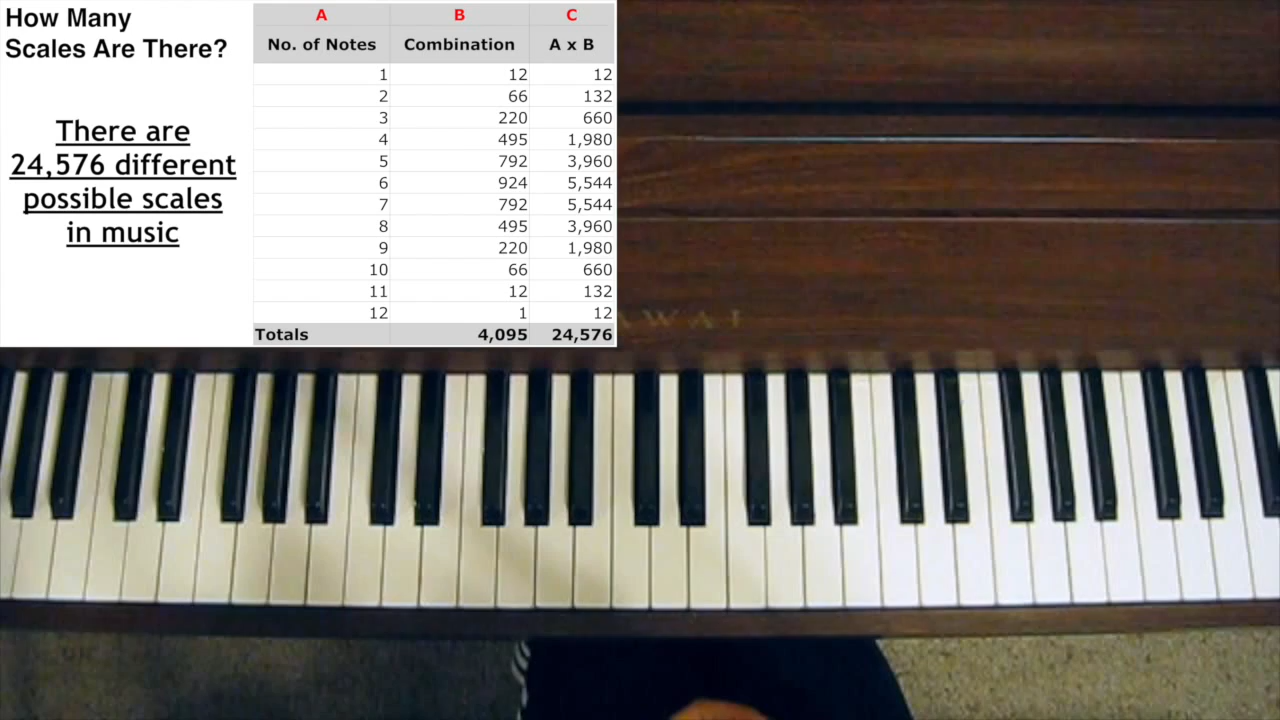 How Many
Scales Are There?
There are
24,576 different
possible scales
in music
A B C
No. of Notes Combination A x B
1 12 12
2 66 132
3 220 660
4 495 1,980
5 792 3,960
6 924 5,544
7 792 5,544
8 495 3,960
9 220 1,980
10 66 660
11 12 132
12 1 12
Totals 4,095 24,576
AWAI